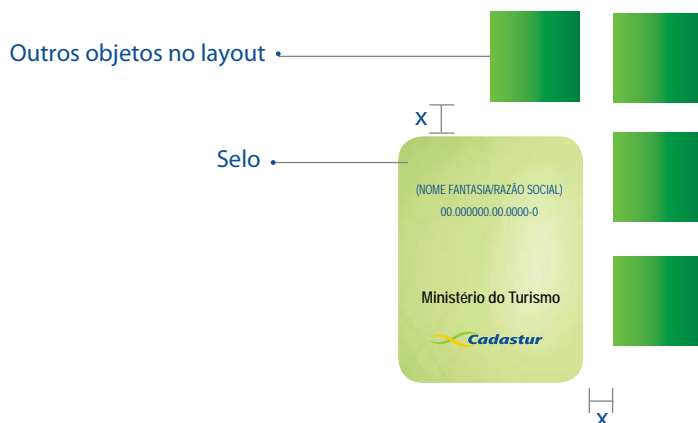 Outros objetos no layout
x
Selo
(NOME FANTASIA/RAZÃO SOCIAL)
00.000000.00.0000-0
Ministério do Turismo
Cadastur
x